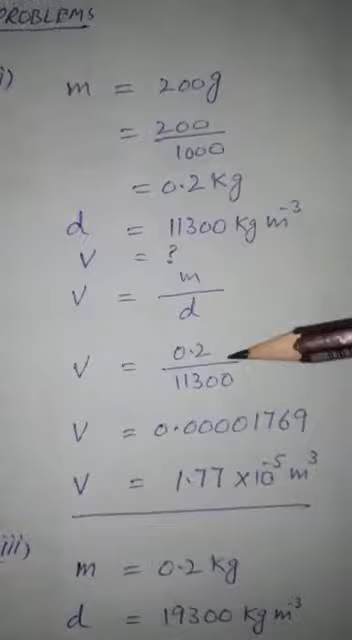 PROBLEMS
i) m = 200g
= 200/1000
= 0.2 Kg
d = 11300 Kg m⁻³
V = ?
V = m/d
V = 0.2/11300
V = 0.00001769
V = 1.77 × 10⁻⁵ m³
iii) m = 0.2 Kg
d = 19300 Kg m⁻³